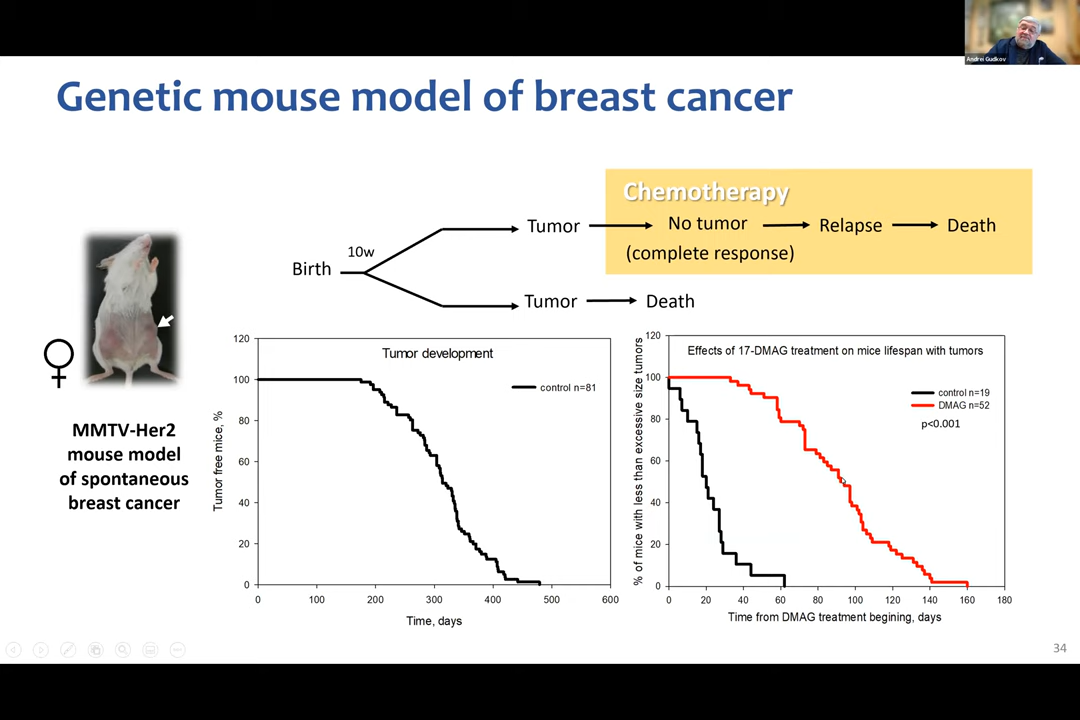 Andrei Gudkov
Genetic mouse model of breast cancer
Chemotherapy
Birth
10w
Tumor
No tumor
(complete response)
Relapse
Death
Tumor
Death
MMTV-Her2
mouse model
of spontaneous
breast cancer
Tumor development
control n=81
Tumor free mice, %
120
100
80
60
40
20
0
0 100 200 300 400 500 600
Time, days
Effects of 17-DMAG treatment on mice lifespan with tumors
control n=19
DMAG n=52
p<0.001
% of mice with less than excessive size tumors
120
100
80
60
40
20
0
0 20 40 60 80 100 120 140 160 180
Time from DMAG treatment begining, days
34